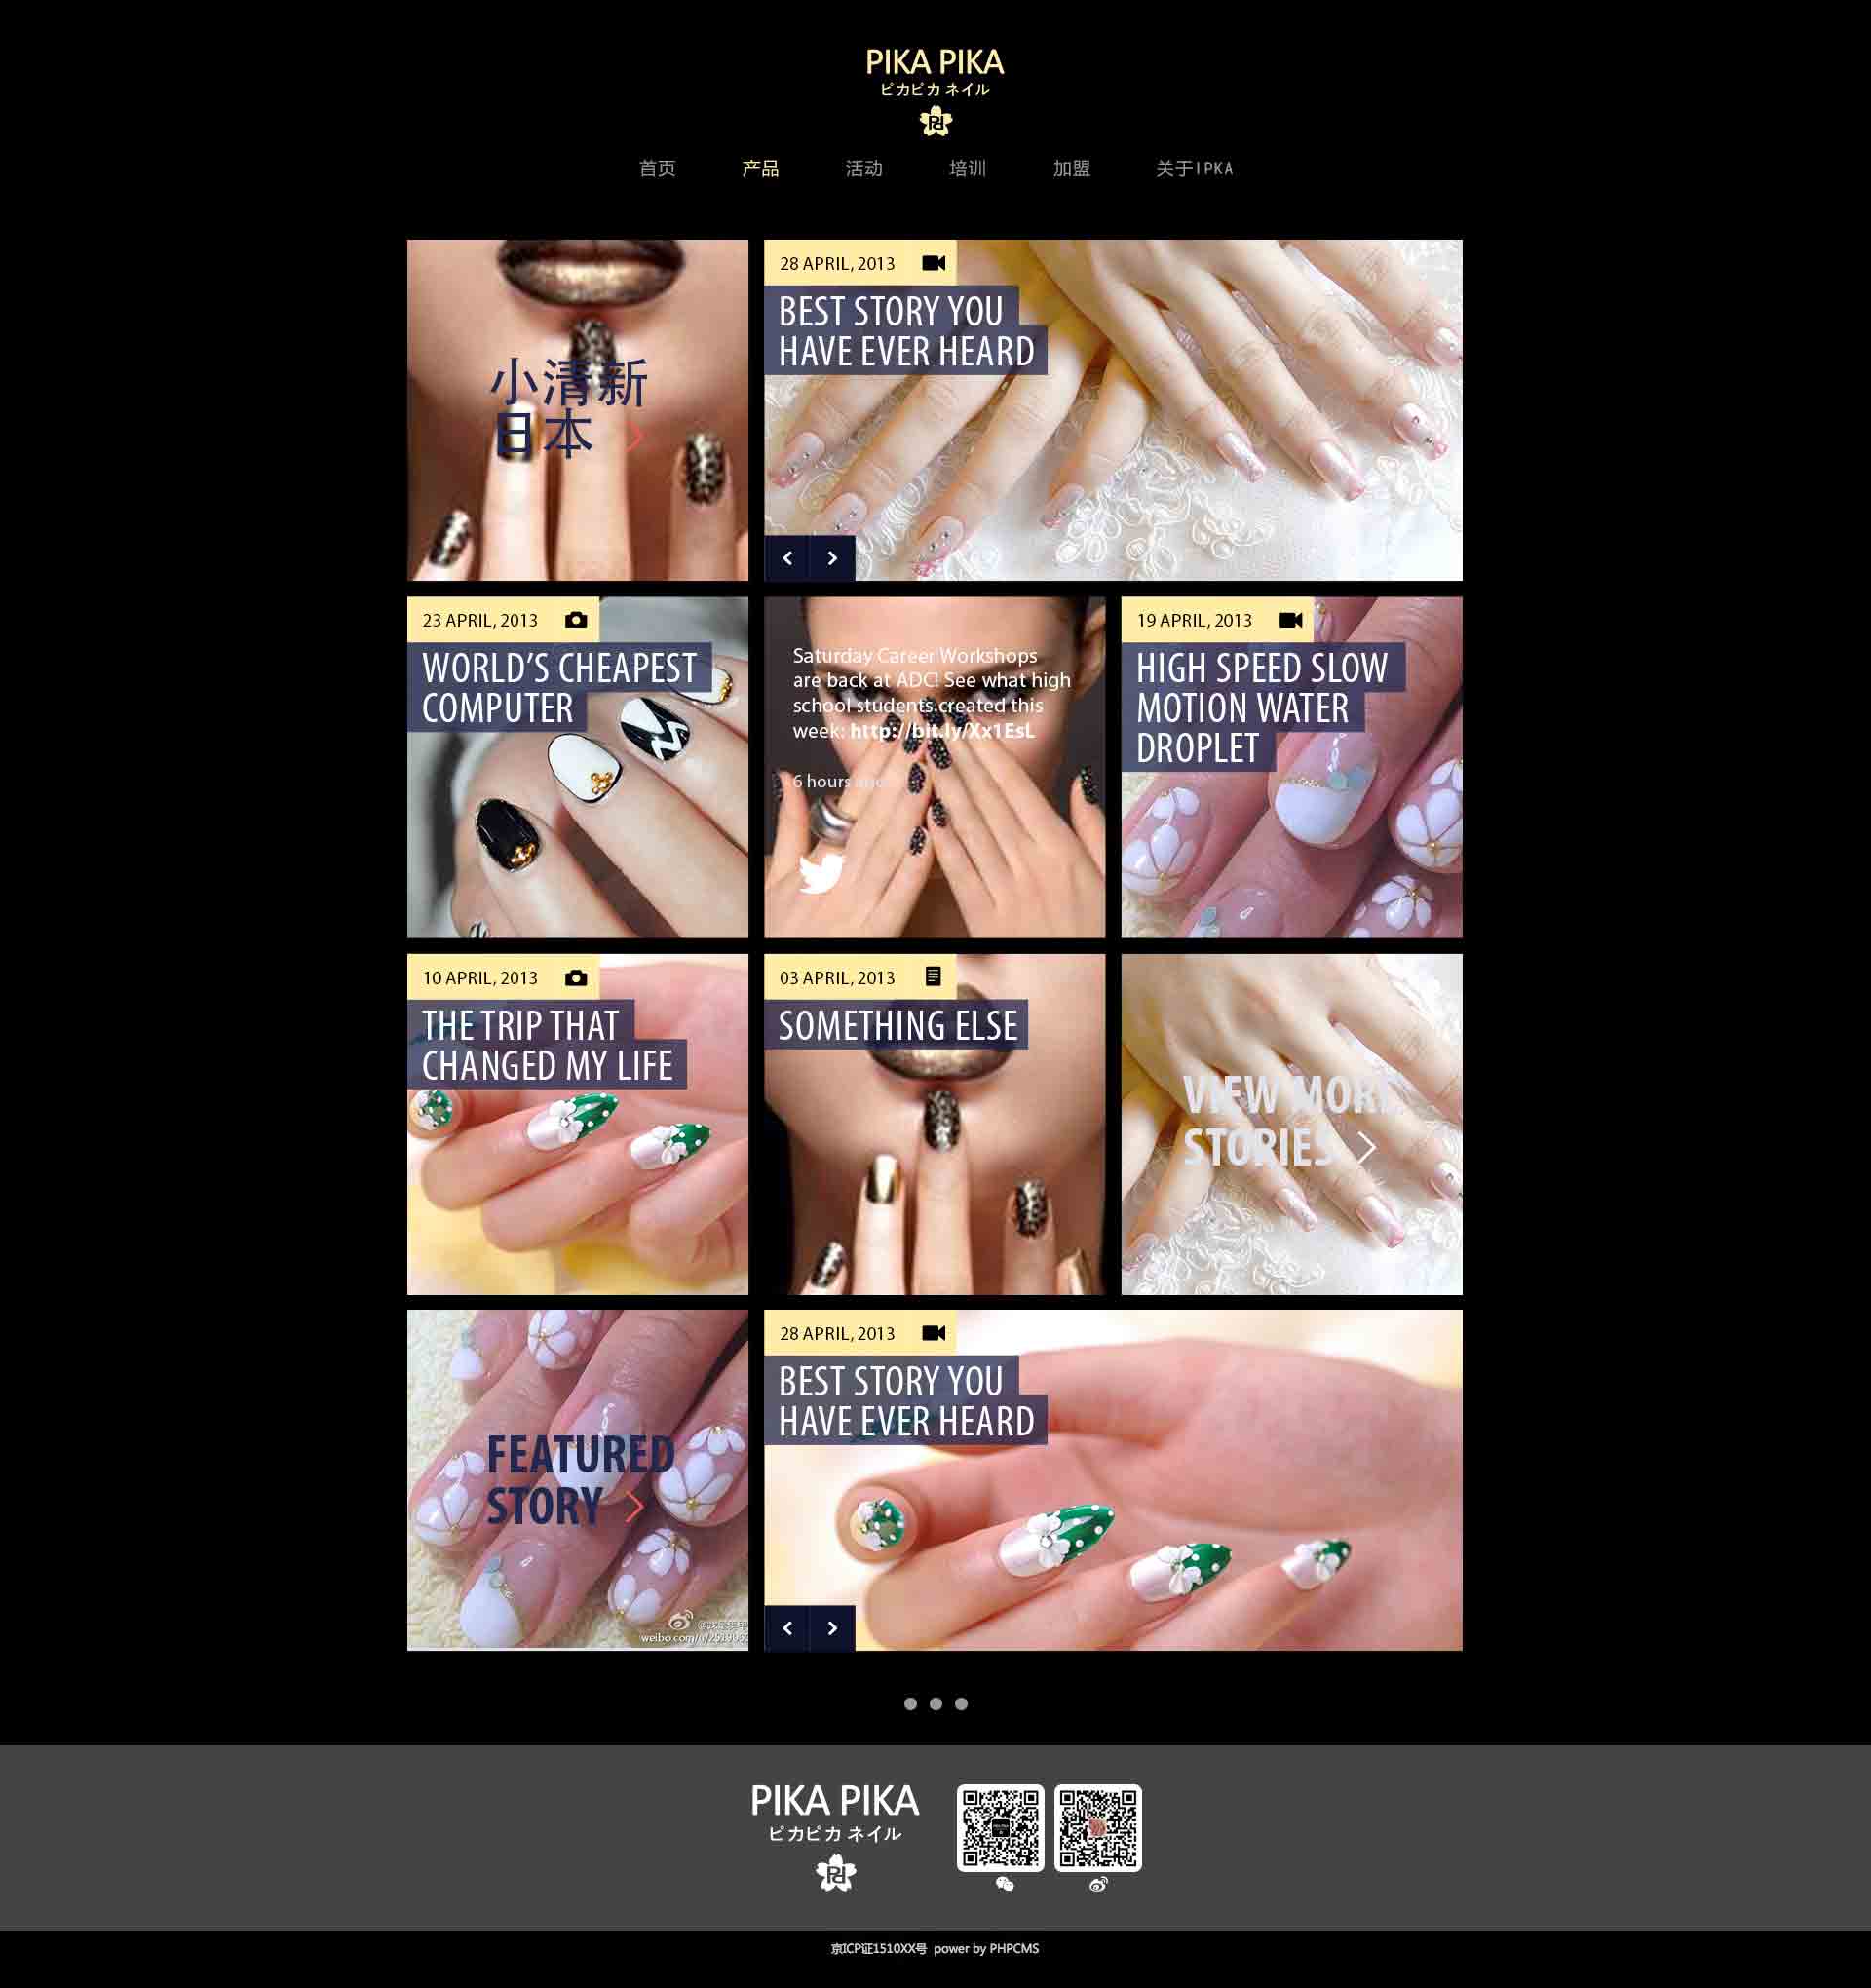 PIKA PIKA
ピカピカ ネイル
首页 产品 活动 培训 加盟 关于IPKA
小清新
日本
28 APRIL, 2013
BEST STORY YOU
HAVE EVER HEARD
23 APRIL, 2013
WORLD’S CHEAPEST
COMPUTER
Saturday Career Workshops
are back at ADC! See what high
school students created this
week: http://bit.ly/Xx1EsL
6 hours ago
19 APRIL, 2013
HIGH SPEED SLOW
MOTION WATER
DROPLET
10 APRIL, 2013
THE TRIP THAT
CHANGED MY LIFE
03 APRIL, 2013
SOMETHING ELSE
VIEW MORE
STORIES
FEATURED
STORY
28 APRIL, 2013
BEST STORY YOU
HAVE EVER HEARD
PIKA PIKA
ピカピカ ネイル
京ICP证1510XX号 power by PHPCMS